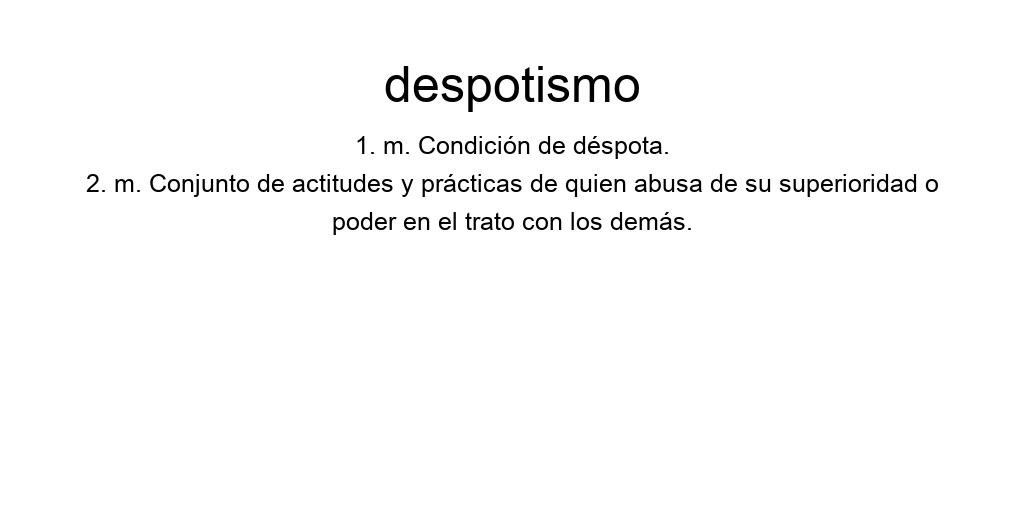 despotismo
1. m. Condición de déspota.
2. m. Conjunto de actitudes y prácticas de quien abusa de su superioridad o
poder en el trato con los demás.